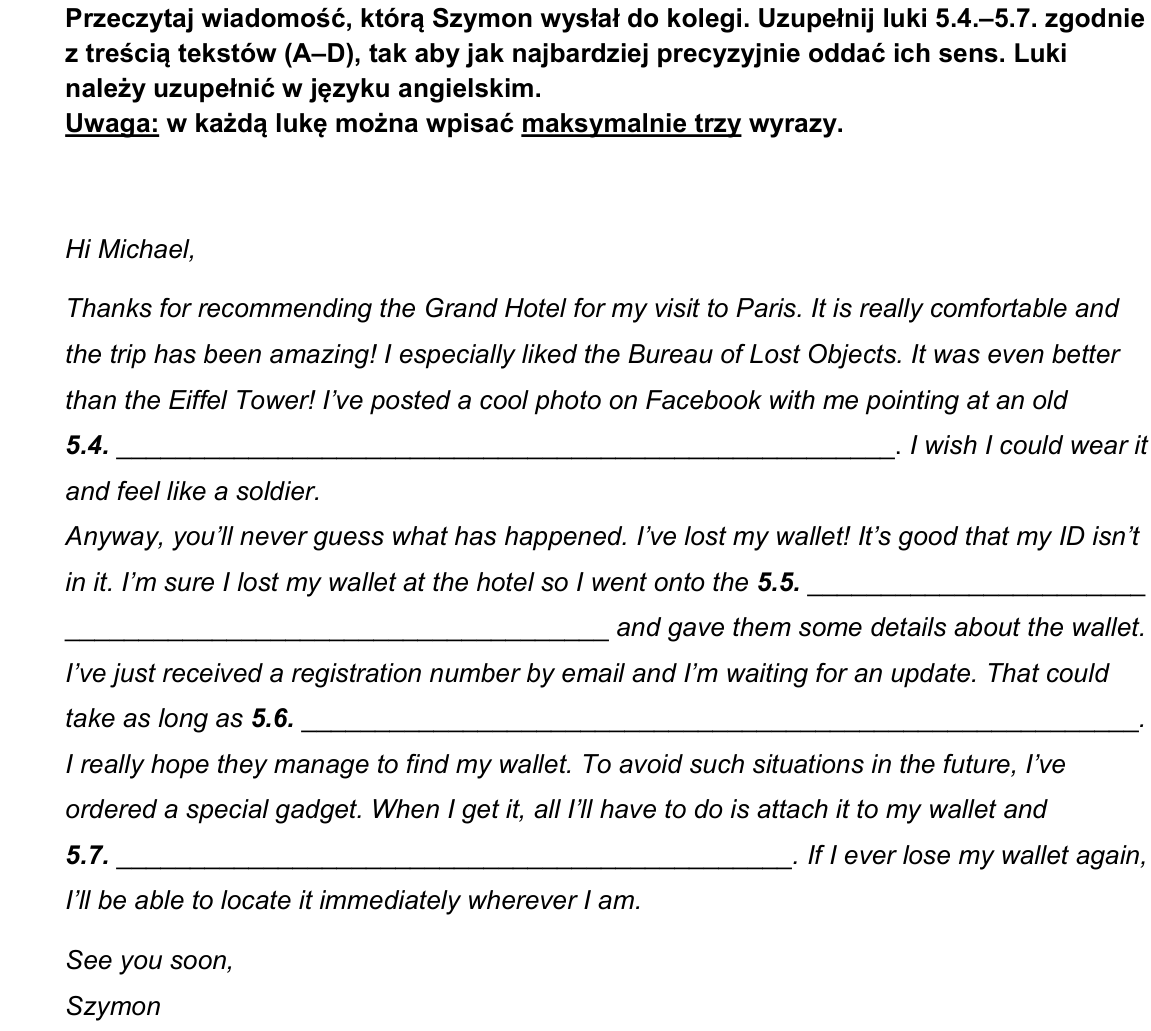 Przeczytaj wiadomość, którą Szymon wysłał do kolegi. Uzupełnij luki 5.4.–5.7. zgodnie
z treścią tekstów (A–D), tak aby jak najbardziej precyzyjnie oddać ich sens. Luki
należy uzupełnić w języku angielskim.
Uwaga: w każdą lukę można wpisać maksymalnie trzy wyrazy.
Hi Michael,
Thanks for recommending the Grand Hotel for my visit to Paris. It is really comfortable and
the trip has been amazing! I especially liked the Bureau of Lost Objects. It was even better
than the Eiffel Tower! I’ve posted a cool photo on Facebook with me pointing at an old
5.4. ______________________________. I wish I could wear it
and feel like a soldier.
Anyway, you’ll never guess what has happened. I’ve lost my wallet! It’s good that my ID isn’t
in it. I’m sure I lost my wallet at the hotel so I went onto the 5.5. ______________
______________________ and gave them some details about the wallet.
I’ve just received a registration number by email and I’m waiting for an update. That could
take as long as 5.6. ______________________________.
I really hope they manage to find my wallet. To avoid such situations in the future, I’ve
ordered a special gadget. When I get it, all I’ll have to do is attach it to my wallet and
5.7. __________________________. If I ever lose my wallet again,
I’ll be able to locate it immediately wherever I am.
See you soon,
Szymon